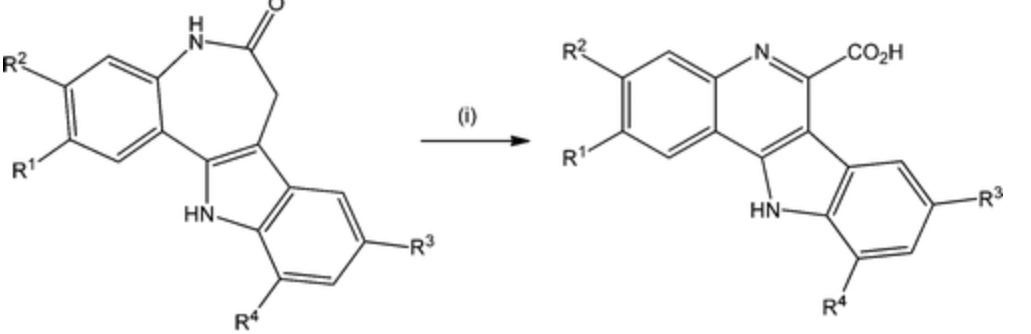 O
H
N
R²
R¹
HN
R³
R⁴
(i)
R²
N
CO₂H
R¹
HN
R³
R⁴